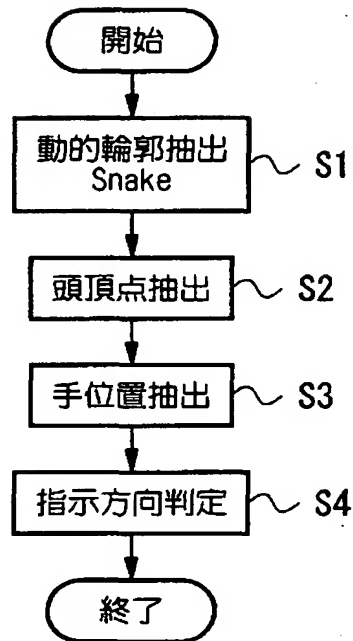 開始
動的輪郭抽出
Snake
S1
頭頂点抽出
S2
手位置抽出
S3
指示方向判定
S4
終了